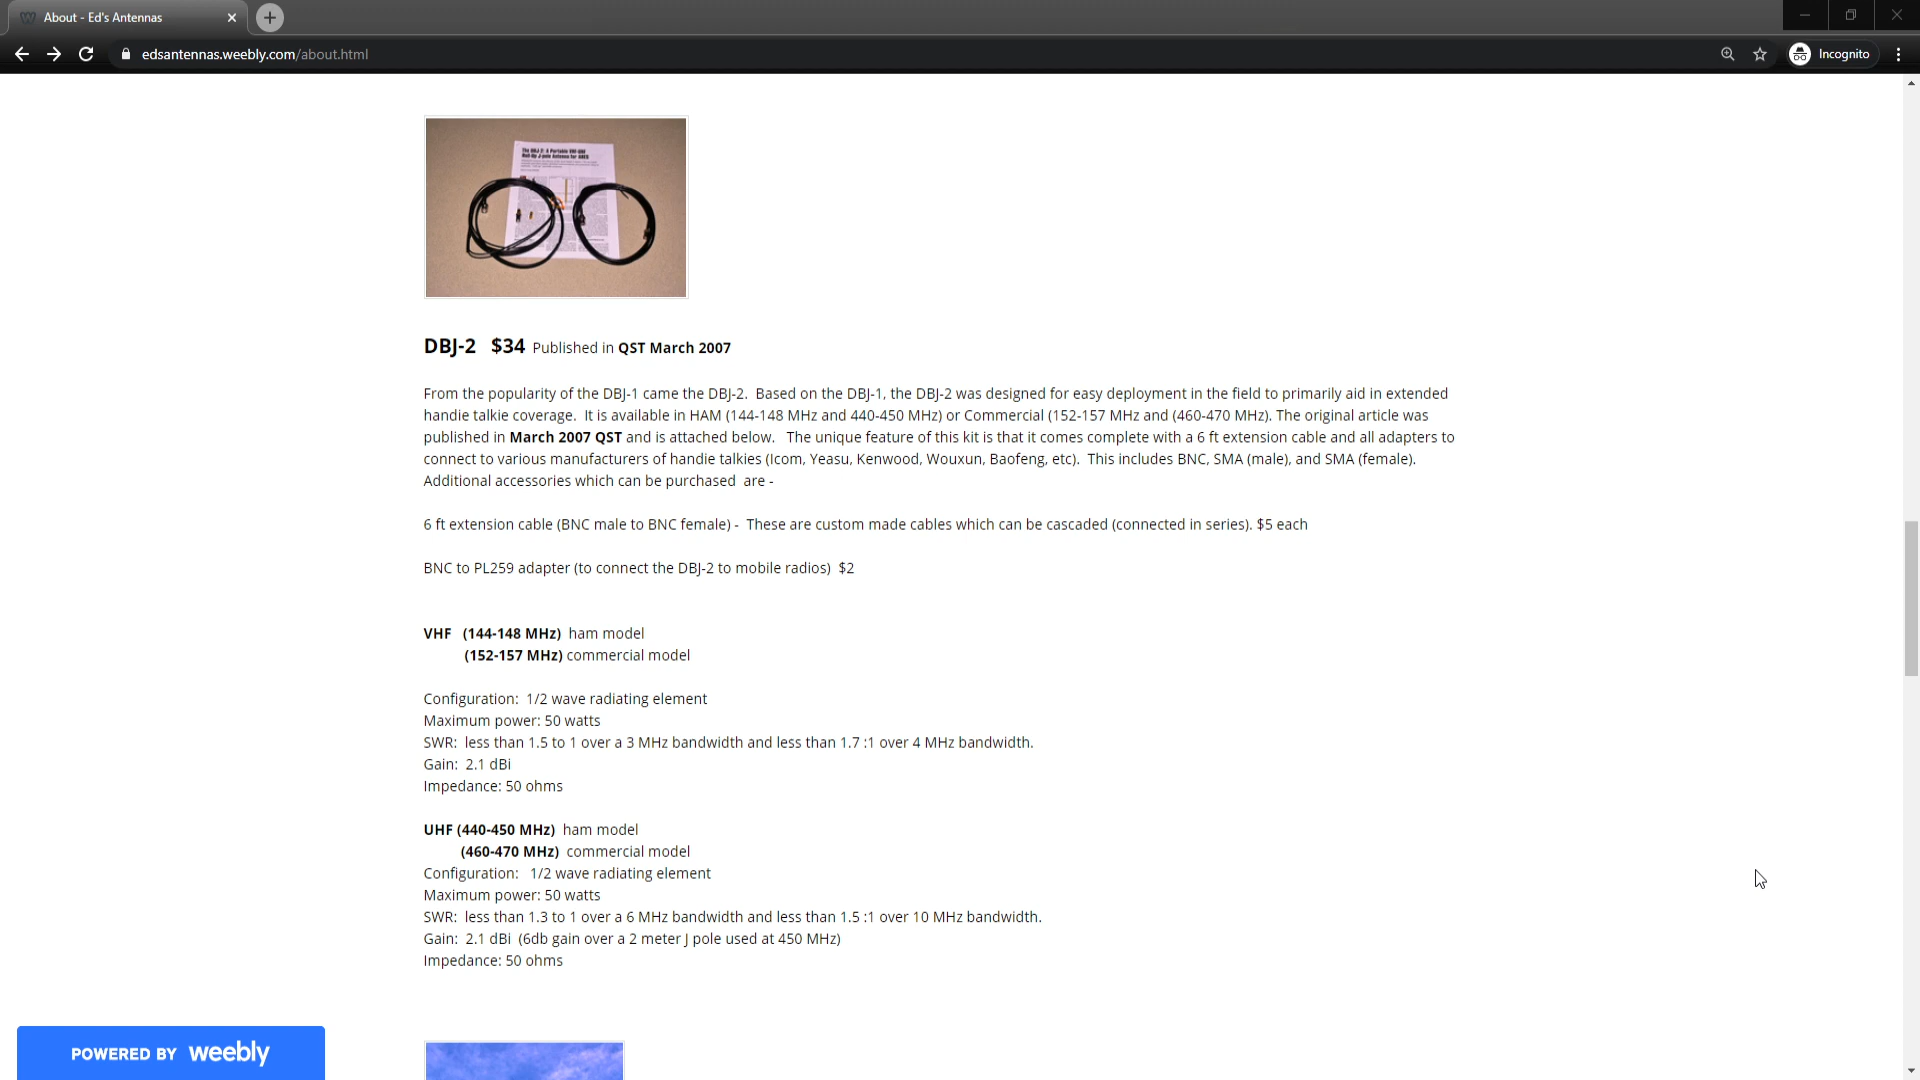 About - Ed's Antennas
edsantennas.weebly.com/about.html
Incognito
The DBJ-2: A Portable VHF-UHF
Roll-Up J-pole Antenna for ARES
DBJ-2 $34 Published in QST March 2007
From the popularity of the DBJ-1 came the DBJ-2. Based on the DBJ-1, the DBJ-2 was designed for easy deployment in the field to primarily aid in extended
handie talkie coverage. It is available in HAM (144-148 MHz and 440-450 MHz) or Commercial (152-157 MHz and (460-470 MHz). The original article was
published in March 2007 QST and is attached below. The unique feature of this kit is that it comes complete with a 6 ft extension cable and all adapters to
connect to various manufacturers of handie talkies (Icom, Yeasu, Kenwood, Wouxun, Baofeng, etc). This includes BNC, SMA (male), and SMA (female).
Additional accessories which can be purchased are -
6 ft extension cable (BNC male to BNC female) - These are custom made cables which can be cascaded (connected in series). $5 each
BNC to PL259 adapter (to connect the DBJ-2 to mobile radios) $2
VHF (144-148 MHz) ham model
(152-157 MHz) commercial model
Configuration: 1/2 wave radiating element
Maximum power: 50 watts
SWR: less than 1.5 to 1 over a 3 MHz bandwidth and less than 1.7 :1 over 4 MHz bandwidth.
Gain: 2.1 dBi
Impedance: 50 ohms
UHF (440-450 MHz) ham model
(460-470 MHz) commercial model
Configuration: 1/2 wave radiating element
Maximum power: 50 watts
SWR: less than 1.3 to 1 over a 6 MHz bandwidth and less than 1.5 :1 over 10 MHz bandwidth.
Gain: 2.1 dBi (6db gain over a 2 meter J pole used at 450 MHz)
Impedance: 50 ohms
POWERED BY weebly